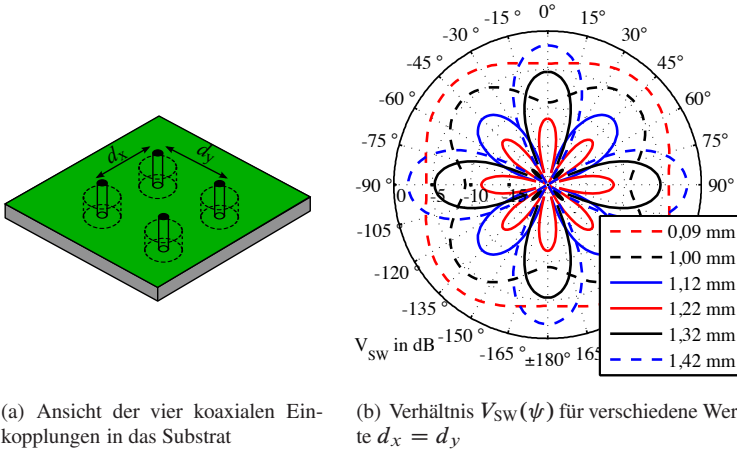 0°
-15 °
15°
-30 °
30°
-45 °
45°
-60 °
60°
-75 °
75°
-90 °
90°
0
-10
-105 °
-120 °
-135 °
-150 °
-165 °
±180°
165
V_SW in dB
0,09 mm
1,00 mm
1,12 mm
1,22 mm
1,32 mm
1,42 mm
d_x
d_y
(a) Ansicht der vier koaxialen Ein-
kopplungen in das Substrat
(b) Verhältnis V_SW(ψ) für verschiedene Wer-
te d_x = d_y